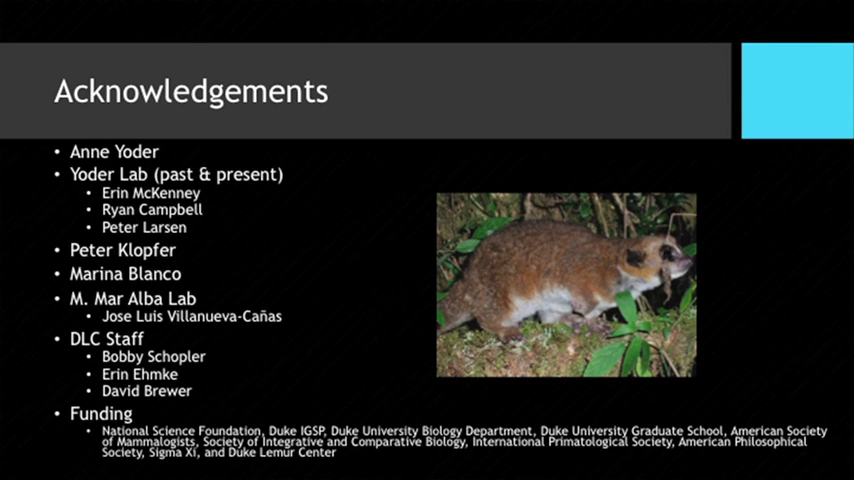 Acknowledgements
• Anne Yoder
• Yoder Lab (past & present)
• Erin McKenney
• Ryan Campbell
• Peter Larsen
• Peter Klopfer
• Marina Blanco
• M. Mar Alba Lab
• Jose Luis Villanueva-Cañas
• DLC Staff
• Bobby Schopler
• Erin Ehmke
• David Brewer
• Funding
• National Science Foundation, Duke IGSP, Duke University Biology Department, Duke University Graduate School, American Society
of Mammalogists, Society of Integrative and Comparative Biology, International Primatological Society, American Philosophical
Society, Sigma Xi, and Duke Lemur Center